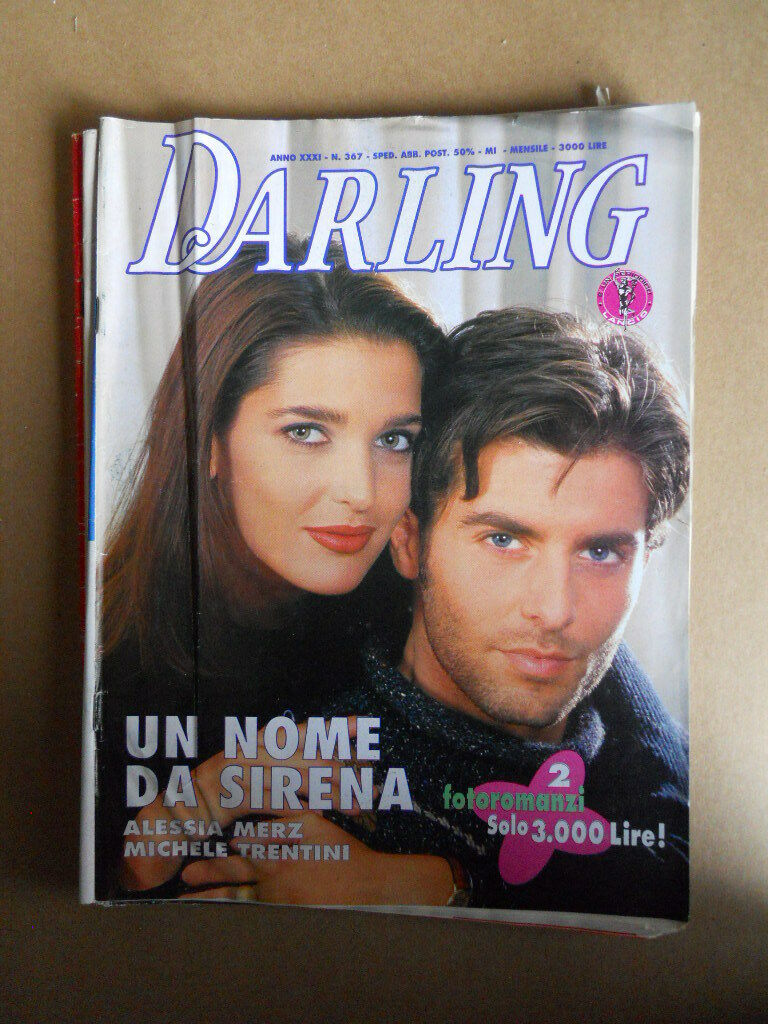 ANNO XXXI - N. 367 - SPED. ABB. POST. 50% - MI - MENSILE - 3000 LIRE
DARLING
LANCIO
UN NOME
DA SIRENA
ALESSIA MERZ
MICHELE TRENTINI
2
fotoromanzi
Solo 3.000 Lire!